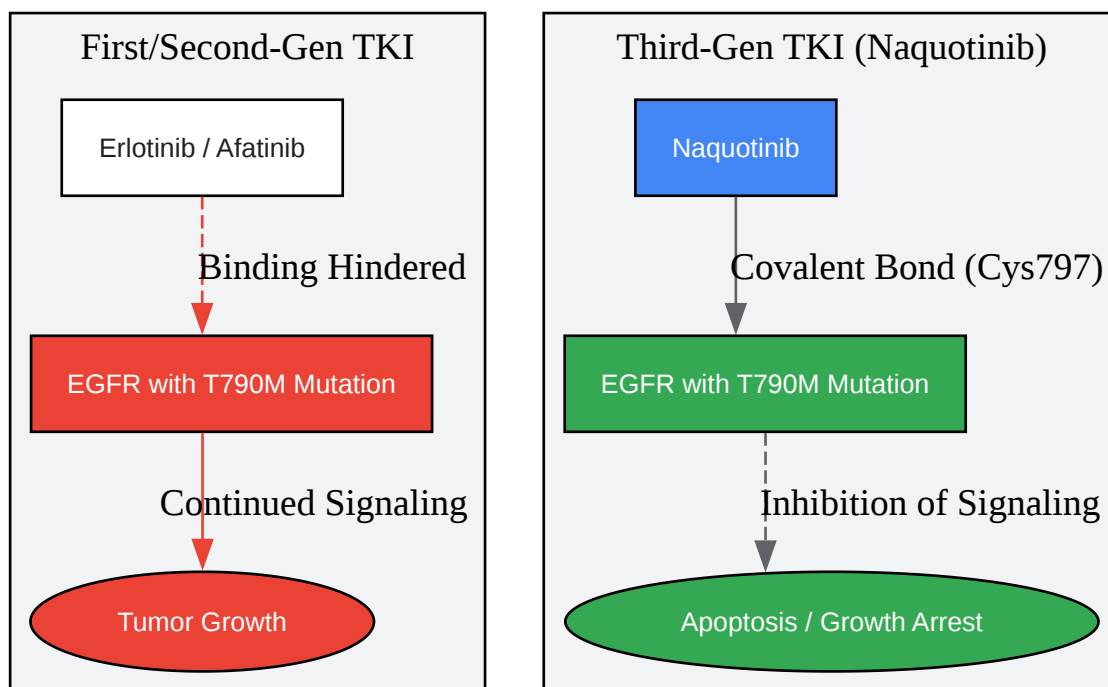 First/Second-Gen TKI
Erlotinib / Afatinib
Binding Hindered
EGFR with T790M Mutation
Continued Signaling
Tumor Growth
Third-Gen TKI (Naquotinib)
Naquotinib
Covalent Bond (Cys797)
EGFR with T790M Mutation
Inhibition of Signaling
Apoptosis / Growth Arrest